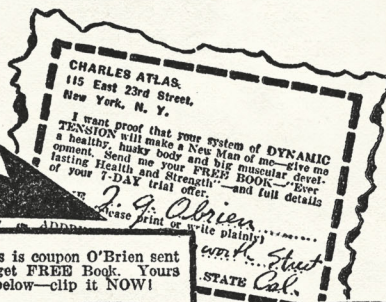 CHARLES ATLAS.
115 East 23rd Street,
New York, N. Y.
I want proof that your system of DYNAMIC
TENSION will make a New Man of me—give me
a healthy, husky body and big muscular devel-
opment. Send me your FREE BOOK—"Ever-
lasting Health and Strength"—and full details
of your 7-DAY trial offer.
J. G. O'Brien
ease print or write plainly)
worth Street
STATE Cal.
s is coupon O'Brien sent
get FREE Book. Yours
below—clip it NOW!